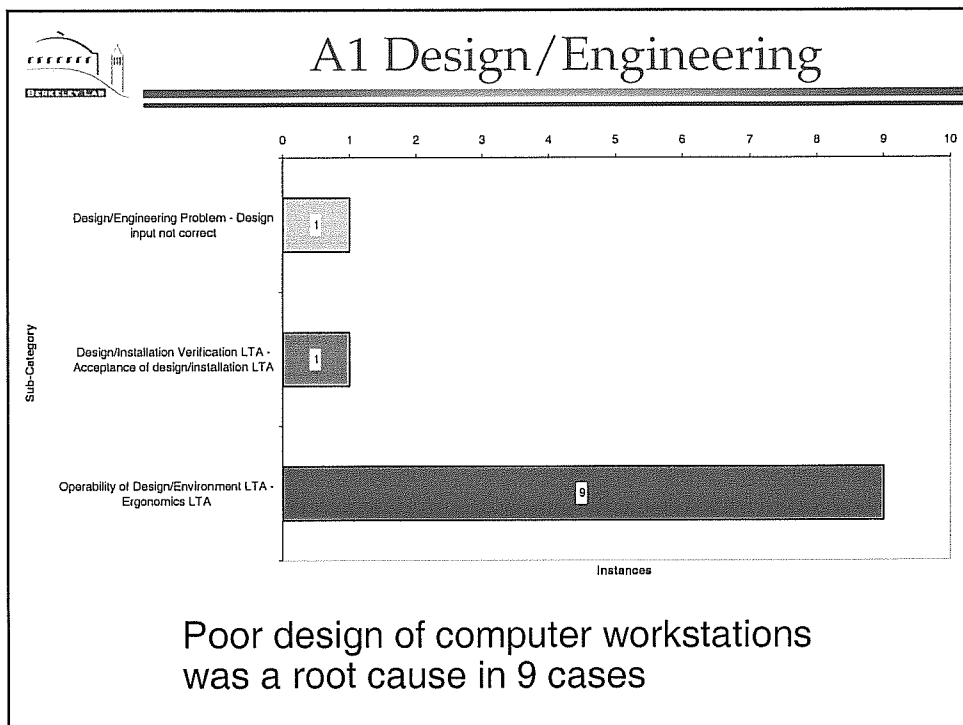 BERKELEY LAB
A1 Design/Engineering
0 1 2 3 4 5 6 7 8 9 10
Design/Engineering Problem - Design
input not correct
1
Sub-Category
Design/Installation Verification LTA -
Acceptance of design/installation LTA
1
Operability of Design/Environment LTA -
Ergonomics LTA
9
Instances
Poor design of computer workstations
was a root cause in 9 cases